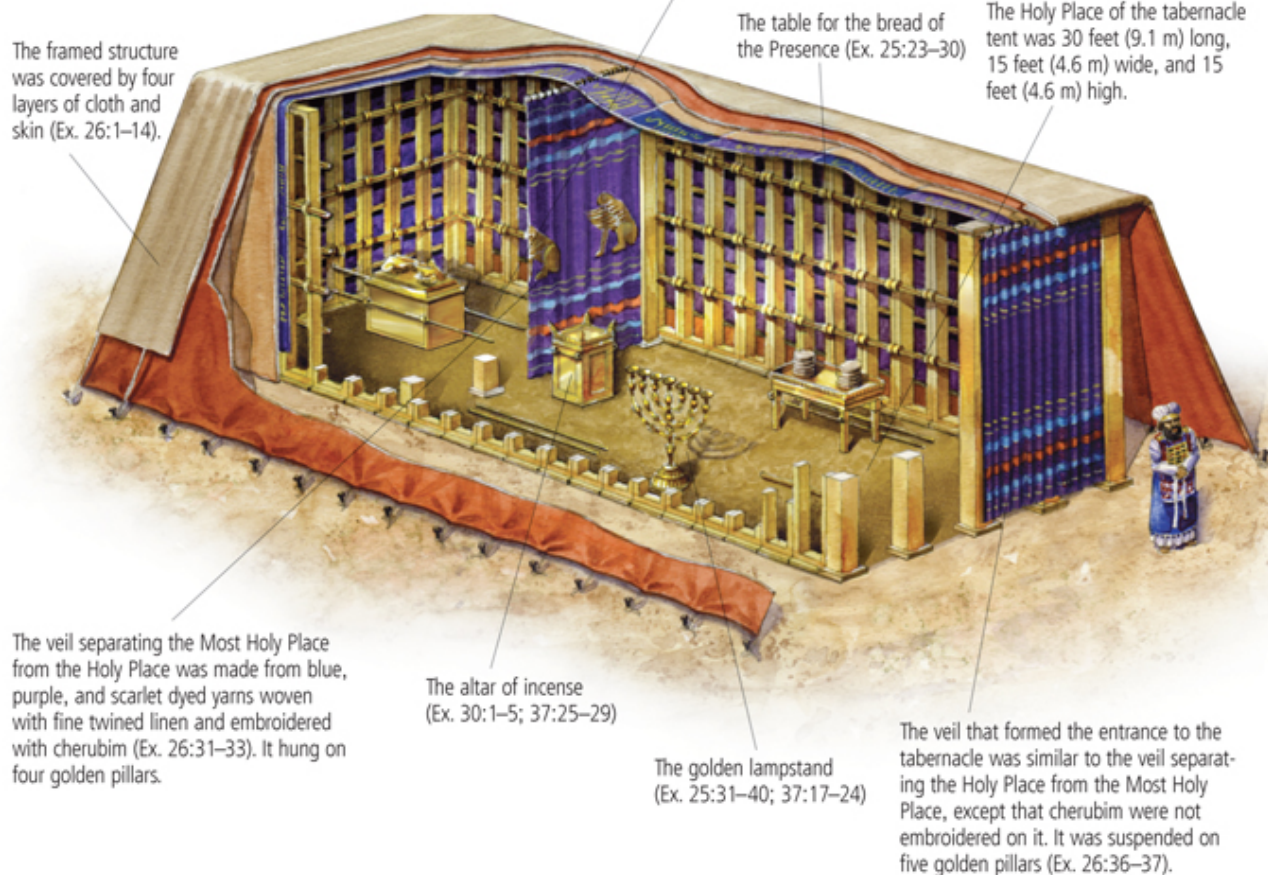 The framed structure
was covered by four
layers of cloth and
skin (Ex. 26:1–14).
The table for the bread of
the Presence (Ex. 25:23–30)
The Holy Place of the tabernacle
tent was 30 feet (9.1 m) long,
15 feet (4.6 m) wide, and 15
feet (4.6 m) high.
The veil separating the Most Holy Place
from the Holy Place was made from blue,
purple, and scarlet dyed yarns woven
with fine twined linen and embroidered
with cherubim (Ex. 26:31–33). It hung on
four golden pillars.
The altar of incense
(Ex. 30:1–5; 37:25–29)
The golden lampstand
(Ex. 25:31–40; 37:17–24)
The veil that formed the entrance to the
tabernacle was similar to the veil separat-
ing the Holy Place from the Most Holy
Place, except that cherubim were not
embroidered on it. It was suspended on
five golden pillars (Ex. 26:36–37).